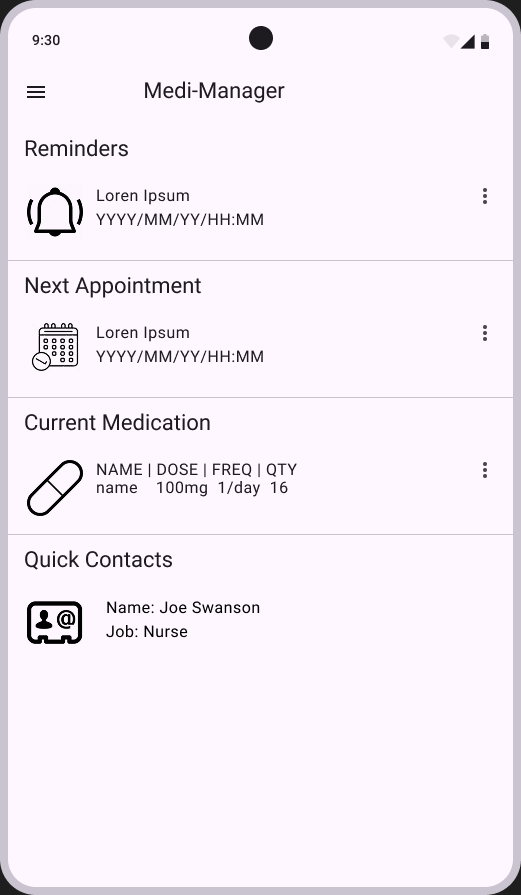 9:30
Medi-Manager
Reminders
Loren Ipsum
YYYY/MM/YY/HH:MM
Next Appointment
Loren Ipsum
YYYY/MM/YY/HH:MM
Current Medication
NAME | DOSE | FREQ | QTY
name 100mg 1/day 16
Quick Contacts
@
Name: Joe Swanson
Job: Nurse